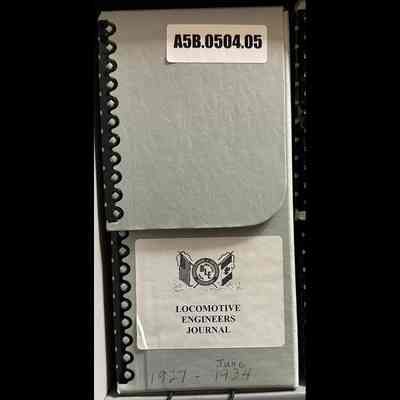 A5B.0504.05
LOCOMOTIVE
ENGINEERS
JOURNAL
June
1927 - 1934